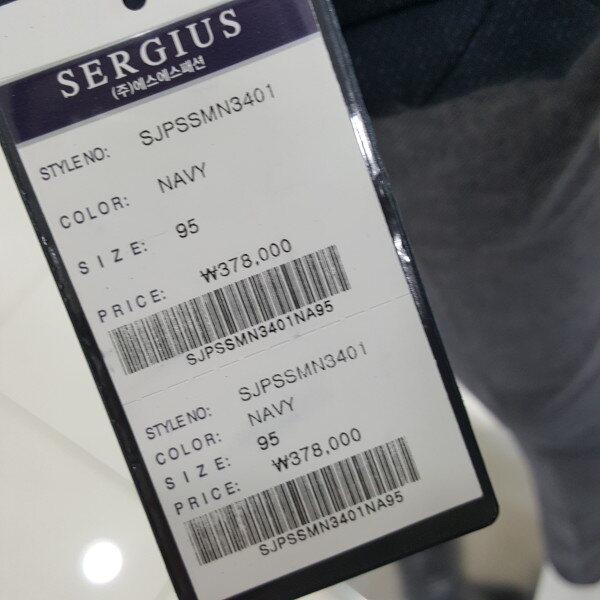 SERGIUS
(주)에스에스패션
STYLE NO: SJPSSMN3401
COLOR: NAVY
SIZE: 95
PRICE: ₩378,000
SJPSSMN3401NA95
STYLE NO: SJPSSMN3401
COLOR: NAVY
SIZE: 95
PRICE: ₩378,000
SJPSSMN3401NA95